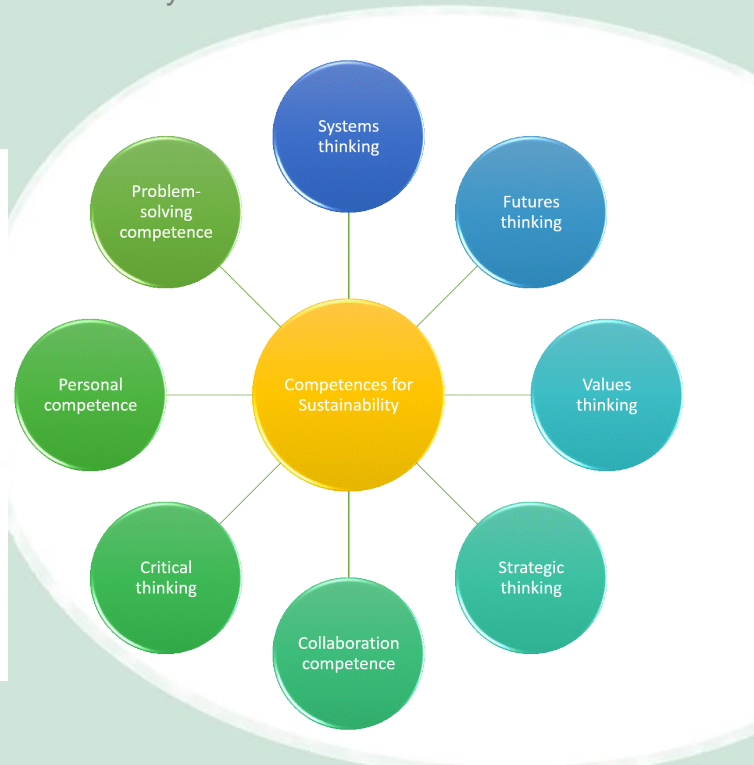 Systems
thinking
Futures
thinking
Values
thinking
Strategic
thinking
Collaboration
competence
Critical
thinking
Personal
competence
Problem-
solving
competence
Competences for
Sustainability